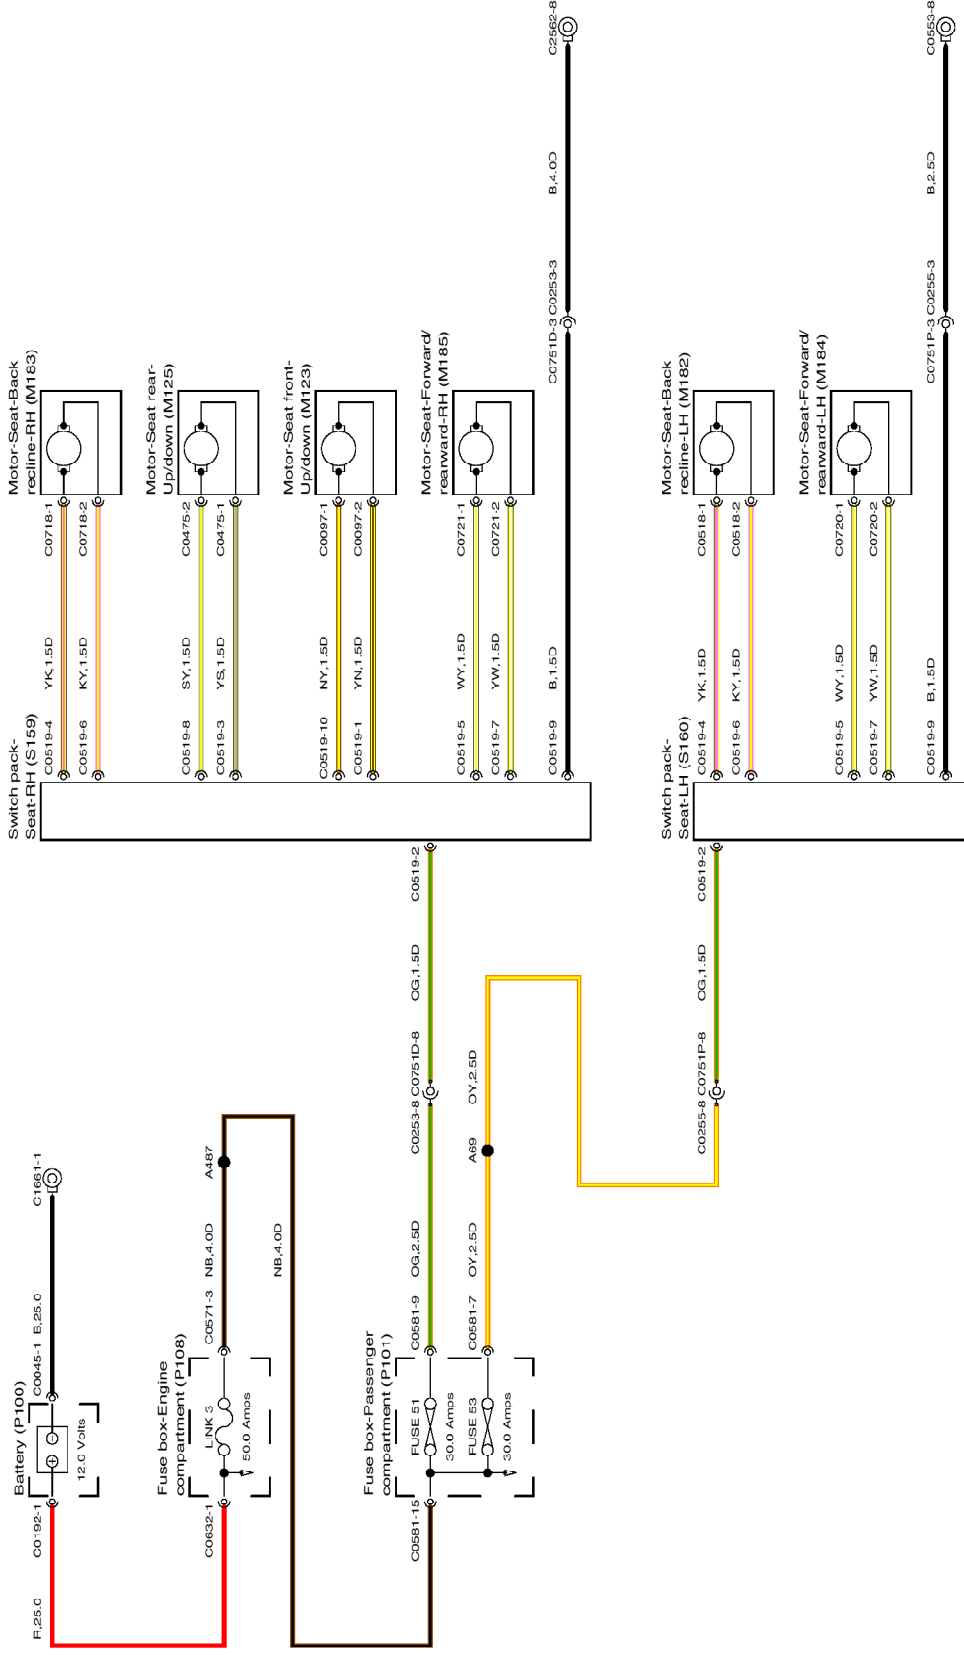 Battery (P100)
12.0 Volts
C0192-1
R,25.0
C0045-1
B,25.0
C1661-1
Fuse box-Engine
compartment (P108)
LINK 3
50.0 Amps
C0632-1
C0571-3
NB,4.0D
A487
NB,4.0D
Fuse box-Passenger
compartment (P101)
FUSE 51
30.0 Amps
FUSE 53
30.0 Amps
C0581-15
C0581-9
OG,2.5D
C0253-8
C0751D-8
OG,1.5D
C0519-2
C0581-7
OY,2.5D
A69
OY,2.5D
C0255-8
C0751P-8
OG,1.5D
C0519-2
Switch pack-
Seat-RH (S159)
C0519-4
YK,1.5D
C0718-1
C0519-6
KY,1.5D
C0718-2
Motor-Seat-Back
recline-RH (M183)
C0519-8
SY,1.5D
C0475-2
C0519-3
YS,1.5D
C0475-1
Motor-Seat rear-
Up/down (M125)
C0519-10
NY,1.5D
C0097-1
C0519-1
YN,1.5D
C0097-2
Motor-Seat front-
Up/down (M123)
C0519-5
WY,1.5D
C0721-1
C0519-7
YW,1.5D
C0721-2
Motor-Seat-Forward/
rearward-RH (M185)
C0519-9
B,1.5D
C0751D-3
C0253-3
B,4.0D
C2562-8
Switch pack-
Seat-LH (S160)
C0519-4
YK,1.5D
C0518-1
C0519-6
KY,1.5D
C0518-2
Motor-Seat-Back
recline-LH (M182)
C0519-5
WY,1.5D
C0720-1
C0519-7
YW,1.5D
C0720-2
Motor-Seat-Forward/
rearward-LH (M184)
C0519-9
B,1.5D
C0751P-3
C0255-3
B,2.5D
C0553-8